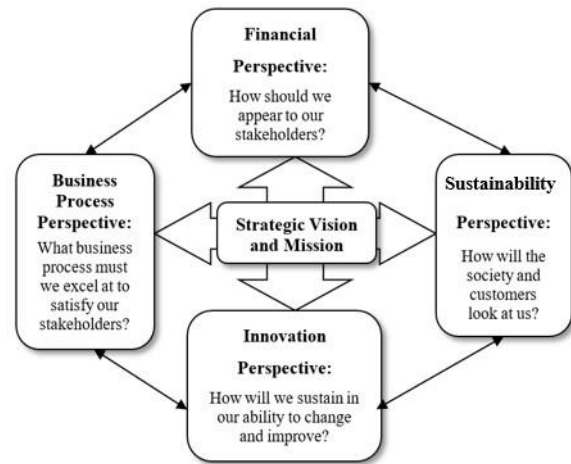 Financial
Perspective:
How should we
appear to our
stakeholders?
Business
Process
Perspective:
What business
process must
we excel at to
satisfy our
stakeholders?
Strategic Vision
and Mission
Sustainability
Perspective:
How will the
society and
customers
look at us?
Innovation
Perspective:
How will we sustain in
our ability to change
and improve?